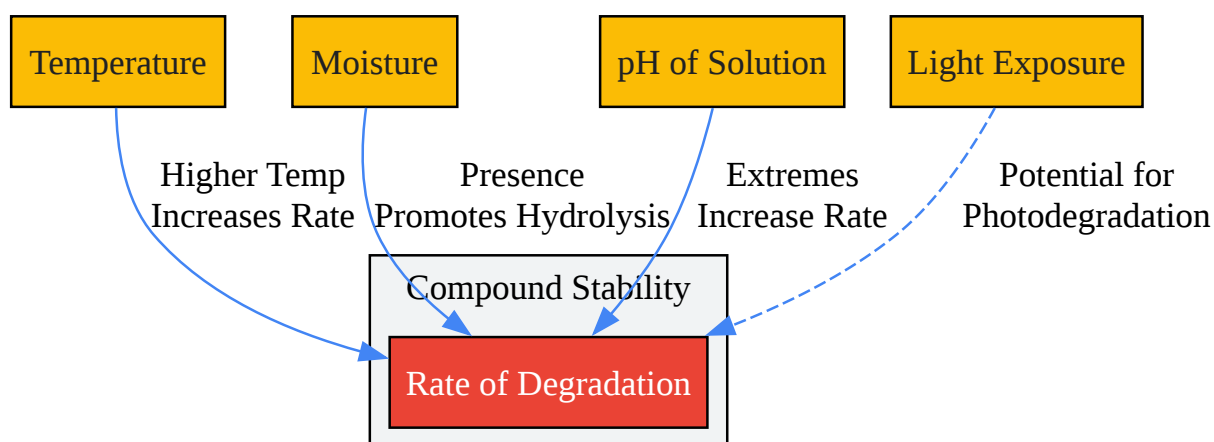 Temperature
Moisture
pH of Solution
Light Exposure
Higher Temp
Increases Rate
Presence
Promotes Hydrolysis
Extremes
Increase Rate
Potential for
Photodegradation
Compound Stability
Rate of Degradation